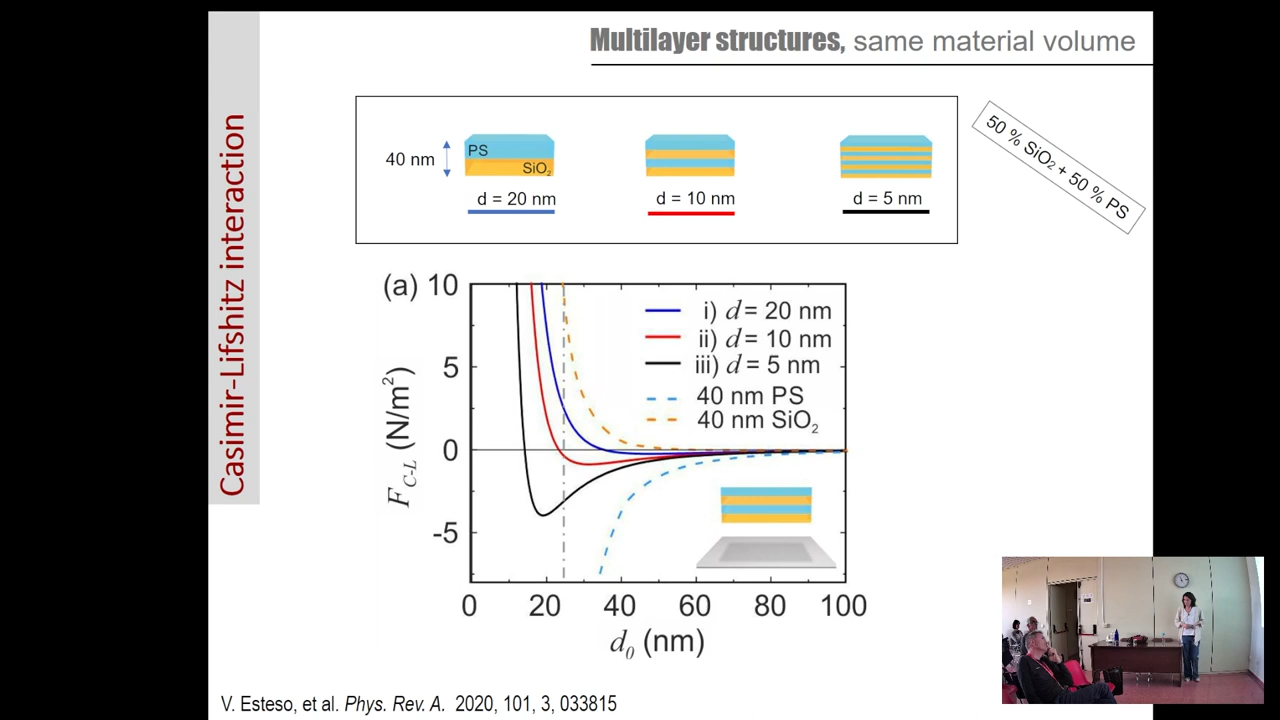 Multilayer structures, same material volume
Casimir-Lifshitz interaction
40 nm
PS
SiO₂
d = 20 nm
d = 10 nm
d = 5 nm
50 % SiO₂ + 50 % PS
(a)
10
5
0
-5
F_C-L (N/m²)
i) d = 20 nm
ii) d = 10 nm
iii) d = 5 nm
40 nm PS
40 nm SiO₂
0 20 40 60 80 100
d₀ (nm)
V. Esteso, et al. Phys. Rev. A. 2020, 101, 3, 033815